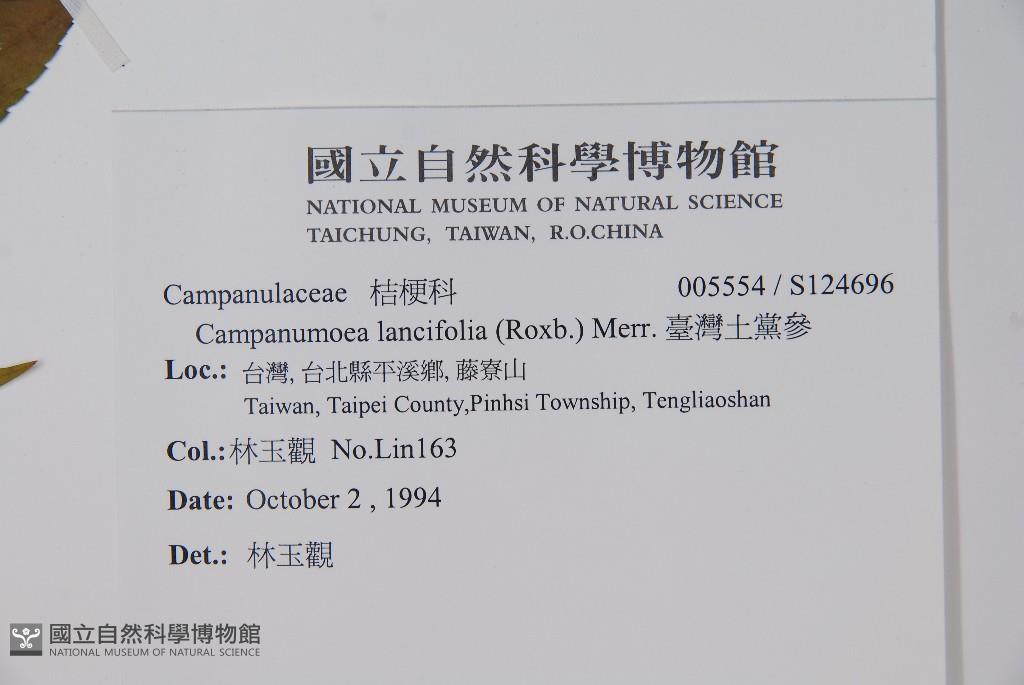 國立自然科學博物館
NATIONAL MUSEUM OF NATURAL SCIENCE
TAICHUNG, TAIWAN, R.O.CHINA
Campanulaceae 桔梗科 005554 / S124696
Campanumoea lancifolia (Roxb.) Merr. 臺灣土黨參
Loc.: 台灣, 台北縣平溪鄉, 藤寮山
Taiwan, Taipei County,Pinhsi Township, Tengliaoshan
Col.:林玉觀 No.Lin163
Date: October 2 , 1994
Det.: 林玉觀
國立自然科學博物館
NATIONAL MUSEUM OF NATURAL SCIENCE